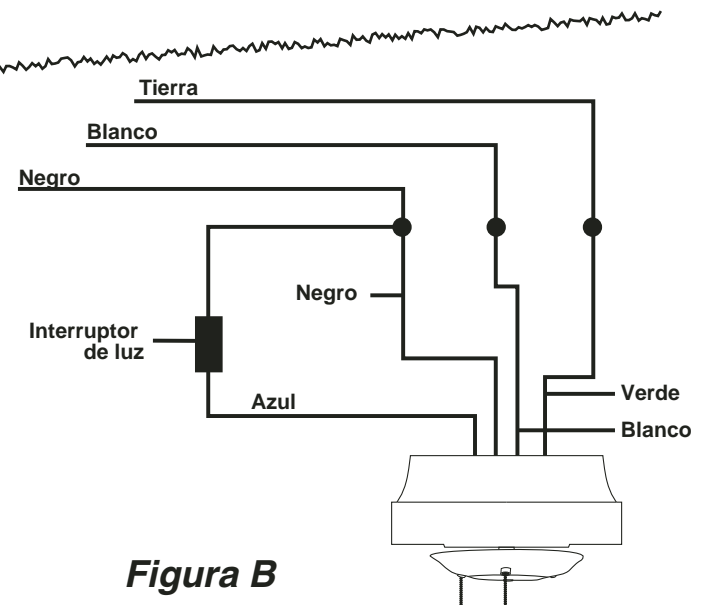 Tierra
Blanco
Negro
Negro
Interruptor
de luz
Azul
Verde
Blanco
Figura B